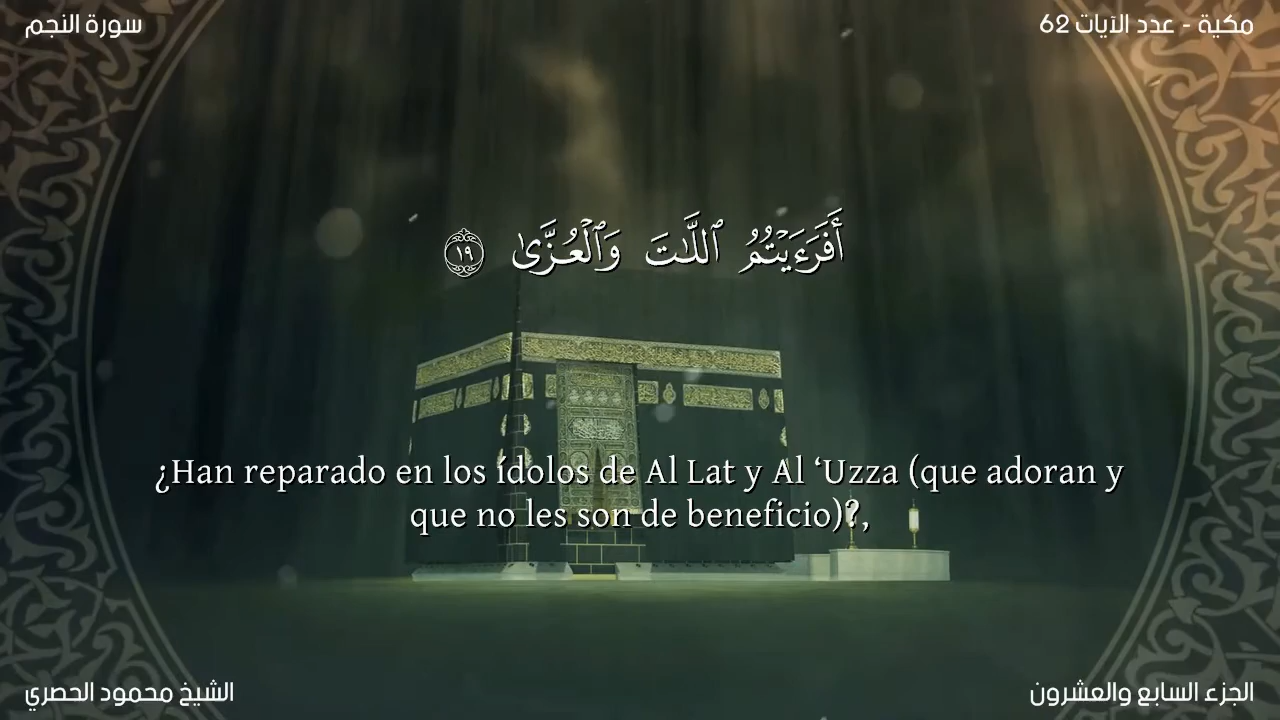 سورة النجم
مكية - عدد الآيات 62
أَفَرَءَيْتُمُ ٱللَّـٰتَ وَٱلْعُزَّىٰ ١٩
¿Han reparado en los ídolos de Al Lat y Al ‘Uzza (que adoran y
que no les son de beneficio)?,
الشيخ محمود الحصري
الجزء السابع والعشرون